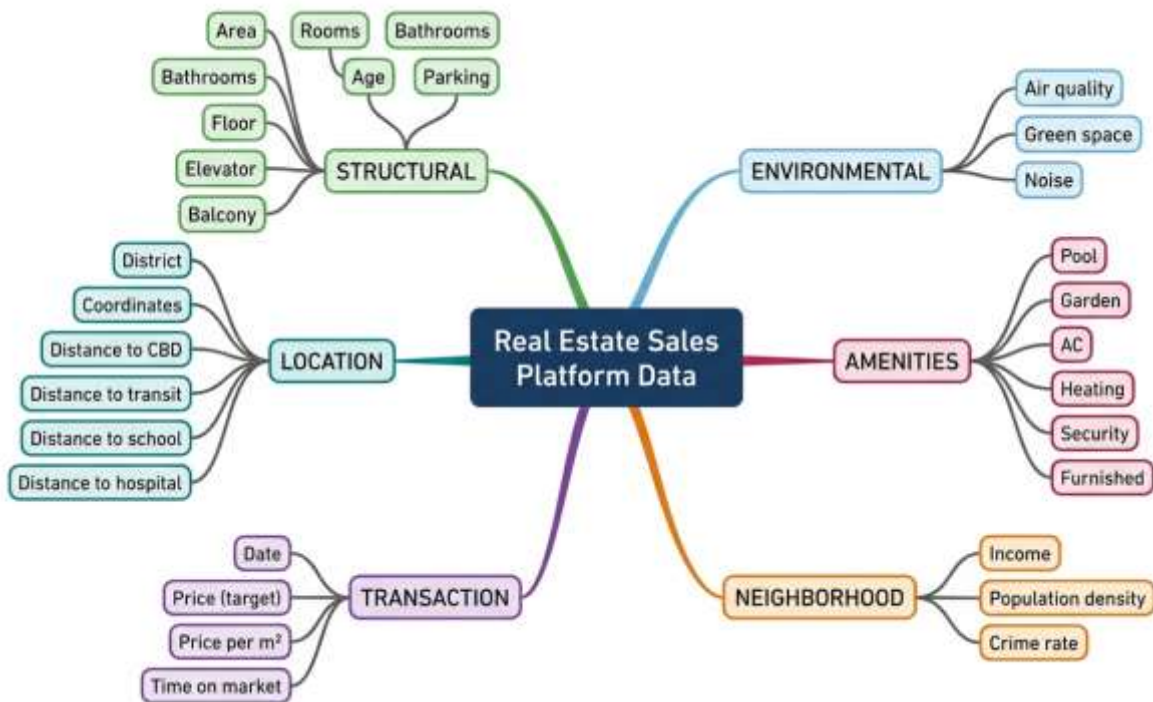 Area
Rooms
Bathrooms
Bathrooms
Age
Parking
Floor
Elevator
Balcony
STRUCTURAL
Air quality
Green space
Noise
ENVIRONMENTAL
District
Coordinates
Distance to CBD
Distance to transit
Distance to school
Distance to hospital
LOCATION
Real Estate Sales
Platform Data
AMENITIES
Pool
Garden
AC
Heating
Security
Furnished
Date
Price (target)
Price per m²
Time on market
TRANSACTION
NEIGHBORHOOD
Income
Population density
Crime rate